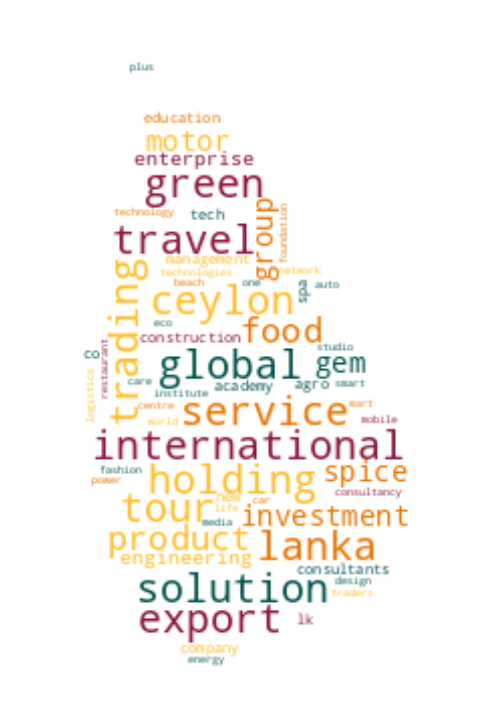 plus
education
motor
enterprise
green
technology tech
group
foundation
travel
management
technologies network
beach one auto
spa
trading
ceylon
eco
food
construction
studio
co
restaurant
global gem
care academy agro smart
institute
logistics
centre service mart
world mobile
international
fashion holding spice
power consultancy
new car
tour life investment
media
product lanka
engineering
consultants
solution design
traders
export lk
company
energy